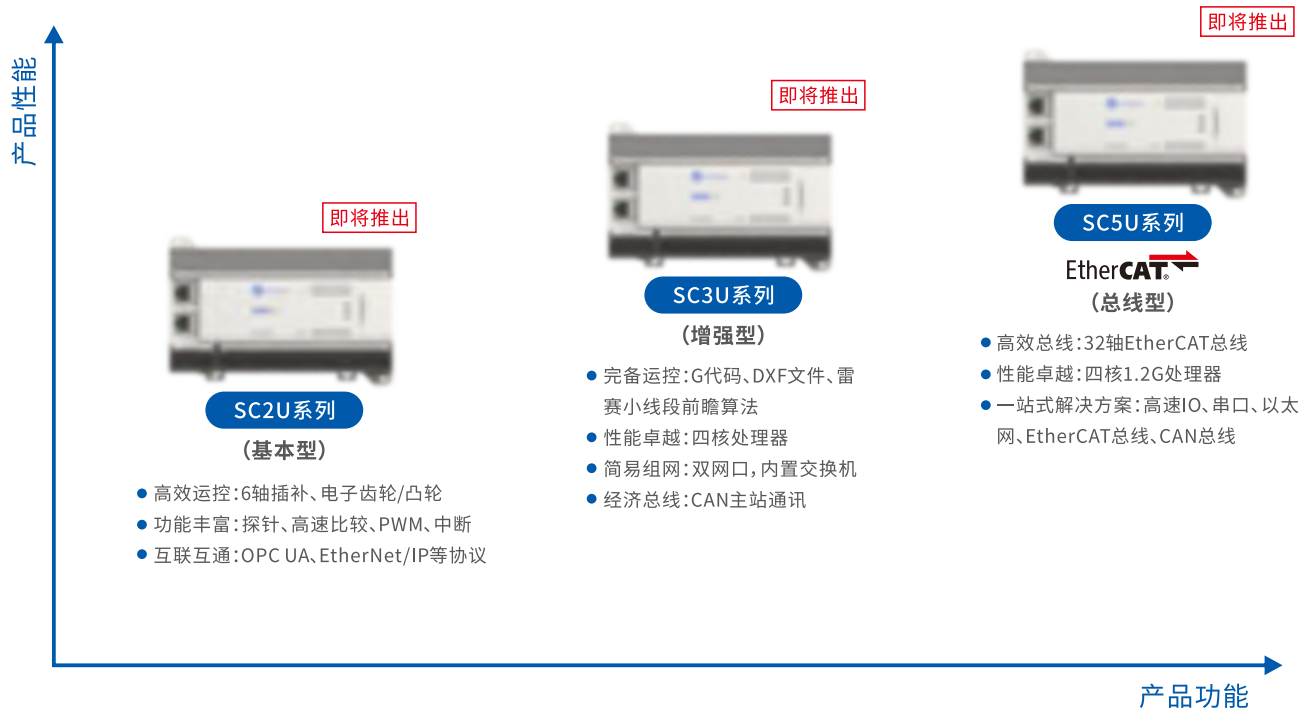 产品性能
即将推出
SC2U系列
（基本型）
高效运控：6轴插补、电子齿轮/凸轮
功能丰富：探针、高速比较、PWM、中断
互联互通：OPC UA、EtherNet/IP等协议
即将推出
SC3U系列
（增强型）
完备运控：G代码、DXF文件、雷
赛小线段前瞻算法
性能卓越：四核处理器
简易组网：双网口，内置交换机
经济总线：CAN主站通讯
即将推出
SC5U系列
EtherCAT®
（总线型）
高效总线：32轴EtherCAT总线
性能卓越：四核1.2G处理器
一站式解决方案：高速IO、串口、以太
网、EtherCAT总线、CAN总线
产品功能